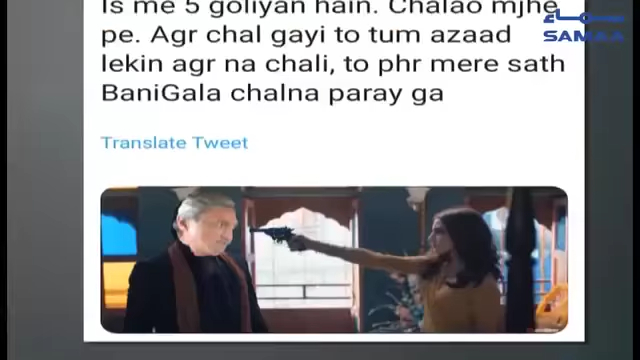 Is me 5 goliyan hain. Chalao mjhe
pe. Agr chal gayi to tum azaad
lekin agr na chali, to phr mere sath
BaniGala chalna paray ga
Translate Tweet
SAMAA